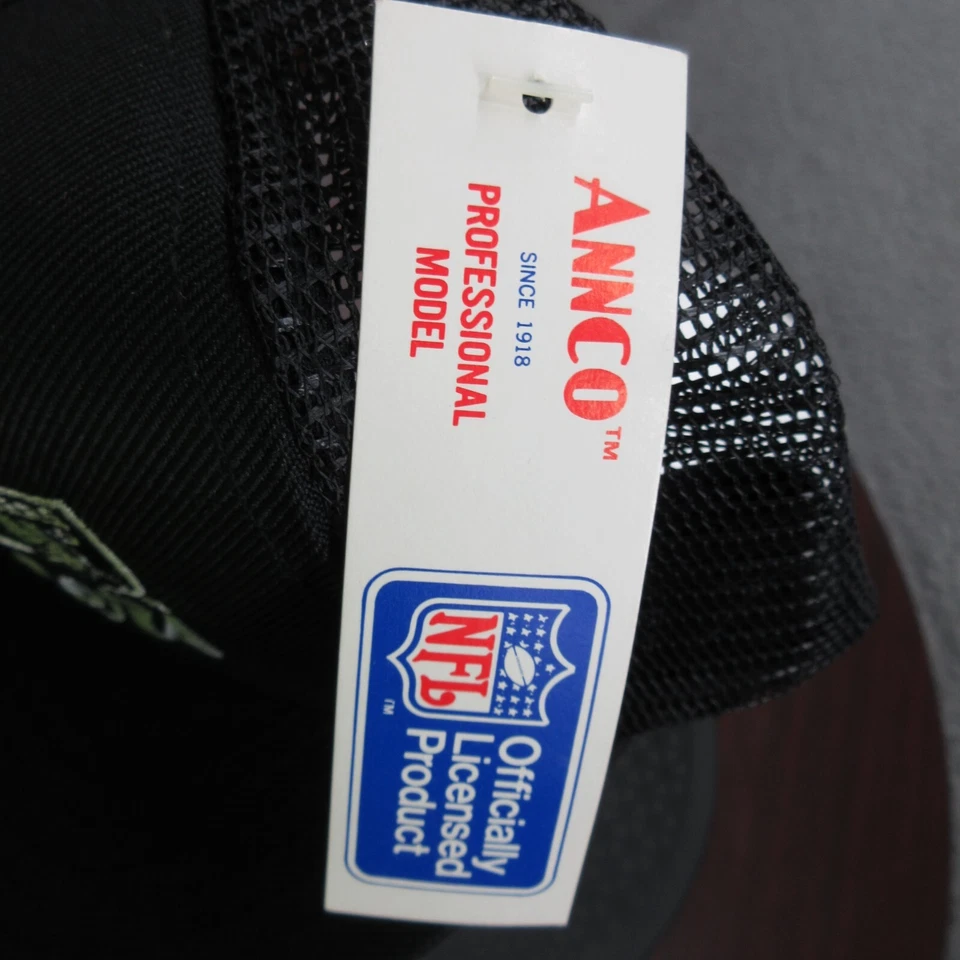 ANNCO™
SINCE 1918
PROFESSIONAL
MODEL
NFL
™
Officially
Licensed
Product